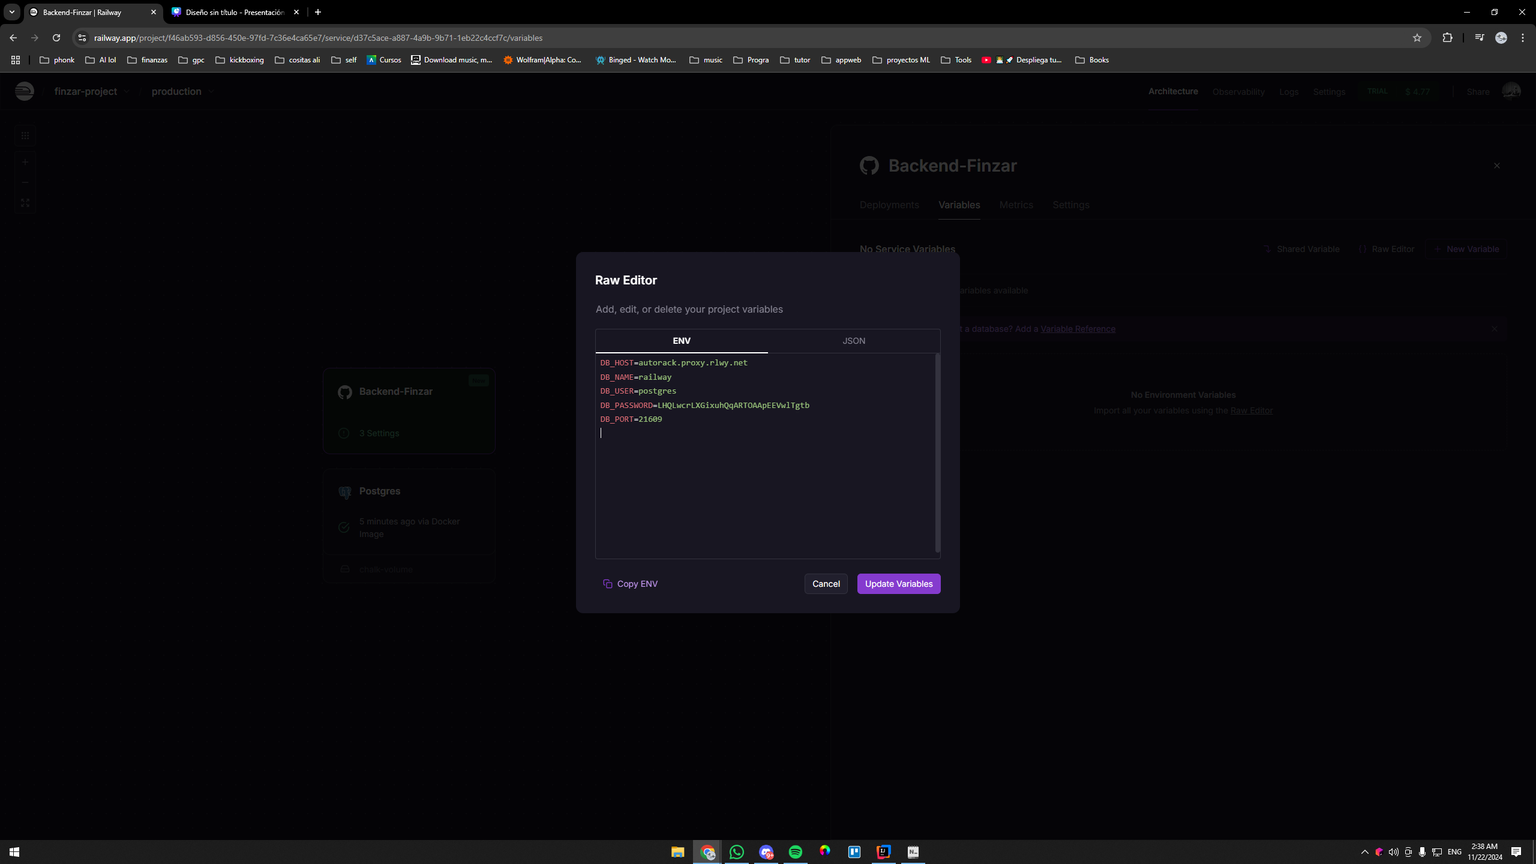 Backend-Finzar | Railway
Diseño sin título - Presentación
railway.app/project/f46ab593-d856-450e-97fd-7c36e4ca65e7/service/d37c5ace-a887-4a9b-9b71-1eb22c4ccf7c/variables
phonk
AI lol
finanzas
gpc
kickboxing
cositas ali
self
Cursos
Download music, m...
Wolfram|Alpha: Co...
Binged - Watch Mo...
music
Progra
tutor
appweb
proyectos ML
Tools
Despliega tu...
Books
finzar-project
production
Architecture
Observability
Logs
Settings
TRIAL
$ 4.77
Share
Backend-Finzar
Deployments
Variables
Metrics
Settings
No Service Variables
Shared Variable
Raw Editor
New Variable
variables available
a database? Add a Variable Reference
No Environment Variables
Import all your variables using the Raw Editor
Backend-Finzar
3 Settings
Postgres
5 minutes ago via Docker
Image
Raw Editor
Add, edit, or delete your project variables
ENV
JSON
DB_HOST=autorack.proxy.rlwy.net
DB_NAME=railway
DB_USER=postgres
DB_PASSWORD=LHQLwcrLXGixuhQqARTOAApEEVwlTgtb
DB_PORT=21609
Copy ENV
Cancel
Update Variables
ENG
2:38 AM
11/22/2024